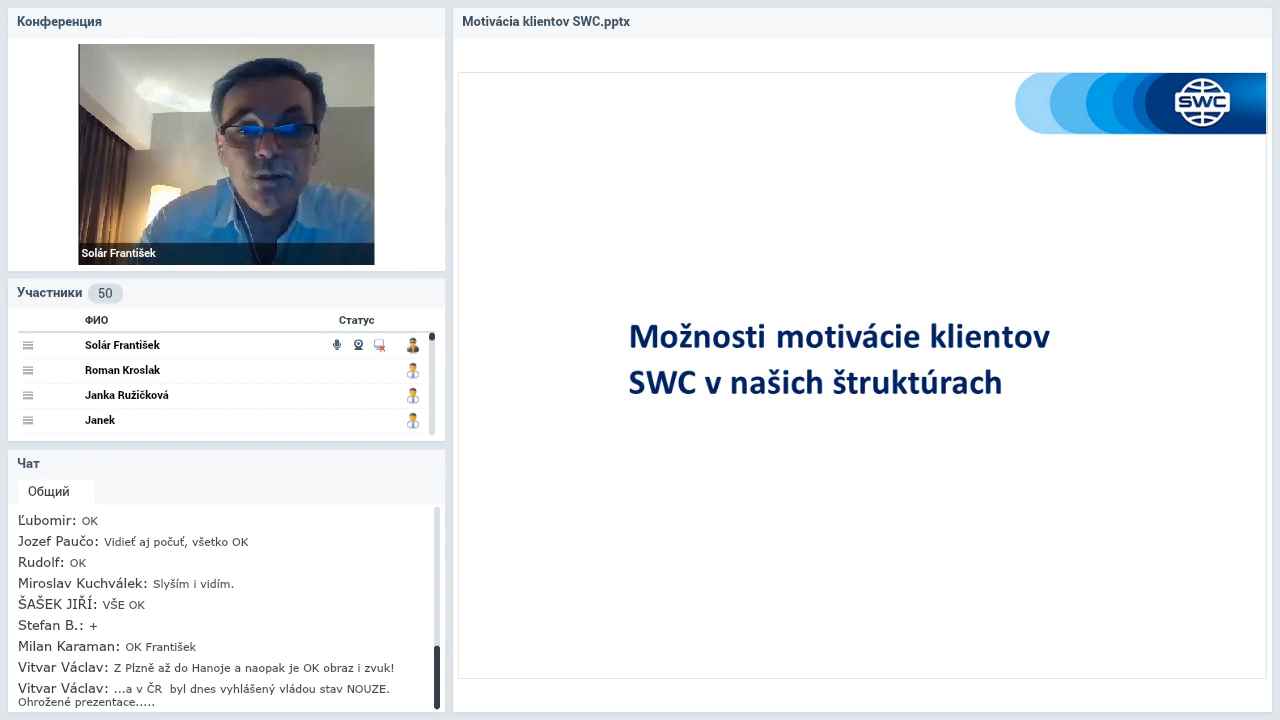 Конференция
Solár František
Участники 50
ФИО Статус
Solár František
Roman Kroslak
Janka Ružičková
Janek
Чат
Общий
Ľubomir: OK
Jozef Paučo: Vidieť aj počuť, všetko OK
Rudolf: OK
Miroslav Kuchválek: Slyším i vidím.
ŠAŠEK JIŘÍ: VŠE OK
Stefan B.: +
Milan Karaman: OK František
Vitvar Václav: Z Plzně až do Hanoje a naopak je OK obraz i zvuk!
Vitvar Václav: ...a v ČR byl dnes vyhlášený vládou stav NOUZE.
Ohrožené prezentace.....
Motivácia klientov SWC.pptx
SWC
Možnosti motivácie klientov
SWC v našich štruktúrach